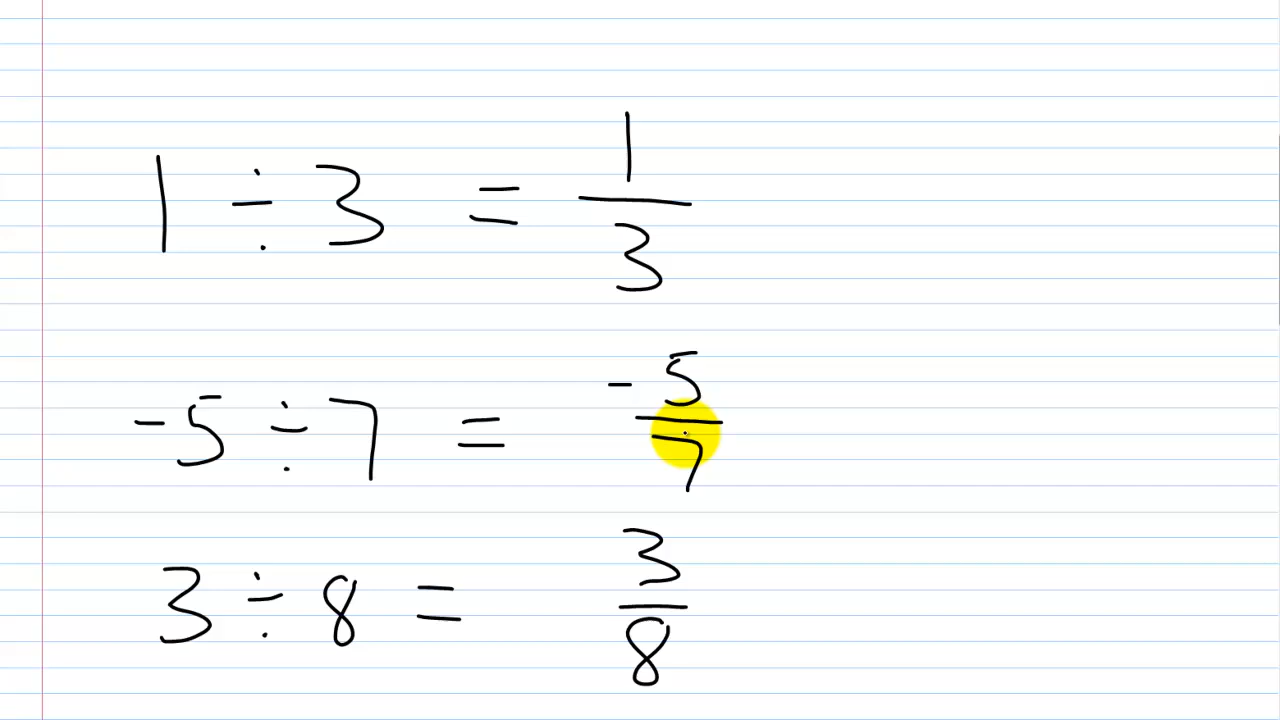 1 ÷ 3 = 1/3
-5 ÷ 7 = -5/7
3 ÷ 8 = 3/8